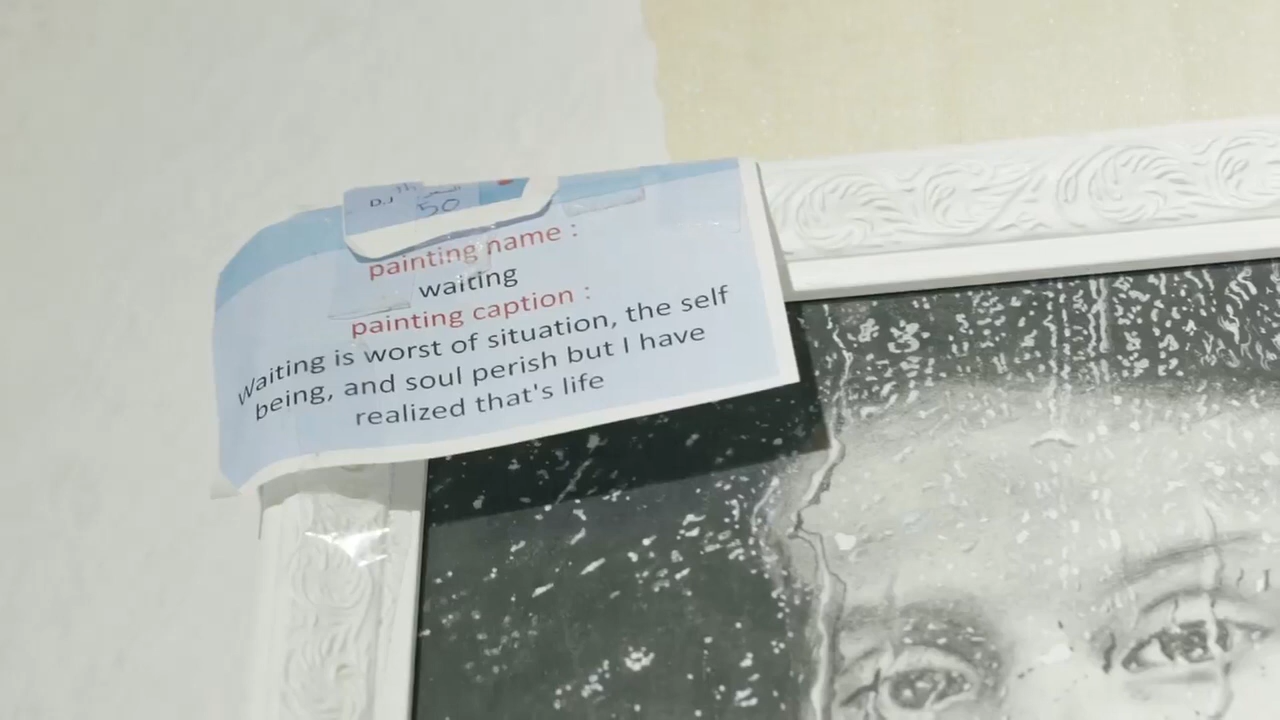 D.J
50
painting name :
waiting
painting caption :
Waiting is worst of situation, the self
being, and soul perish but I have
realized that's life